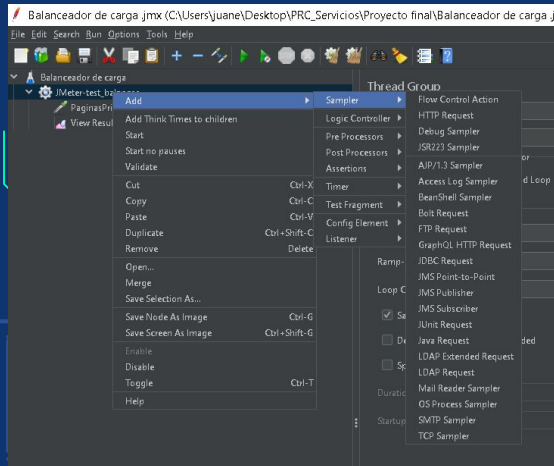 Balanceador de carga .jmx (C:\Users\juane\Desktop\PRC_Servicios\Proyecto final\Balanceador de carga .j
File Edit Search Run Options Tools Help
Balanceador de carga
JMeter-test_balance
PaginasPri
View Resul
Add
Add Think Times to children
Start
Start no pauses
Validate
Cut Ctrl-X
Copy Ctrl-C
Paste Ctrl-V
Duplicate Ctrl+Shift-C
Remove Delete
Open...
Merge
Save Selection As...
Save Node As Image Ctrl-G
Save Screen As Image Ctrl+Shift-G
Enable
Disable
Toggle Ctrl-T
Help
Sampler
Logic Controller
Pre Processors
Post Processors
Assertions
Timer
Test Fragment
Config Element
Listener
Thread Group
Flow Control Action
HTTP Request
Debug Sampler
JSR223 Sampler
AJP/1.3 Sampler
Access Log Sampler
BeanShell Sampler
Bolt Request
FTP Request
GraphQL HTTP Request
JDBC Request
JMS Point-to-Point
JMS Publisher
JMS Subscriber
JUnit Request
Java Request
LDAP Extended Request
LDAP Request
Mail Reader Sampler
OS Process Sampler
SMTP Sampler
TCP Sampler
or
d Loop
Ramp-
Loop C
Sa
De
ded
Sp
Duratio
Startup